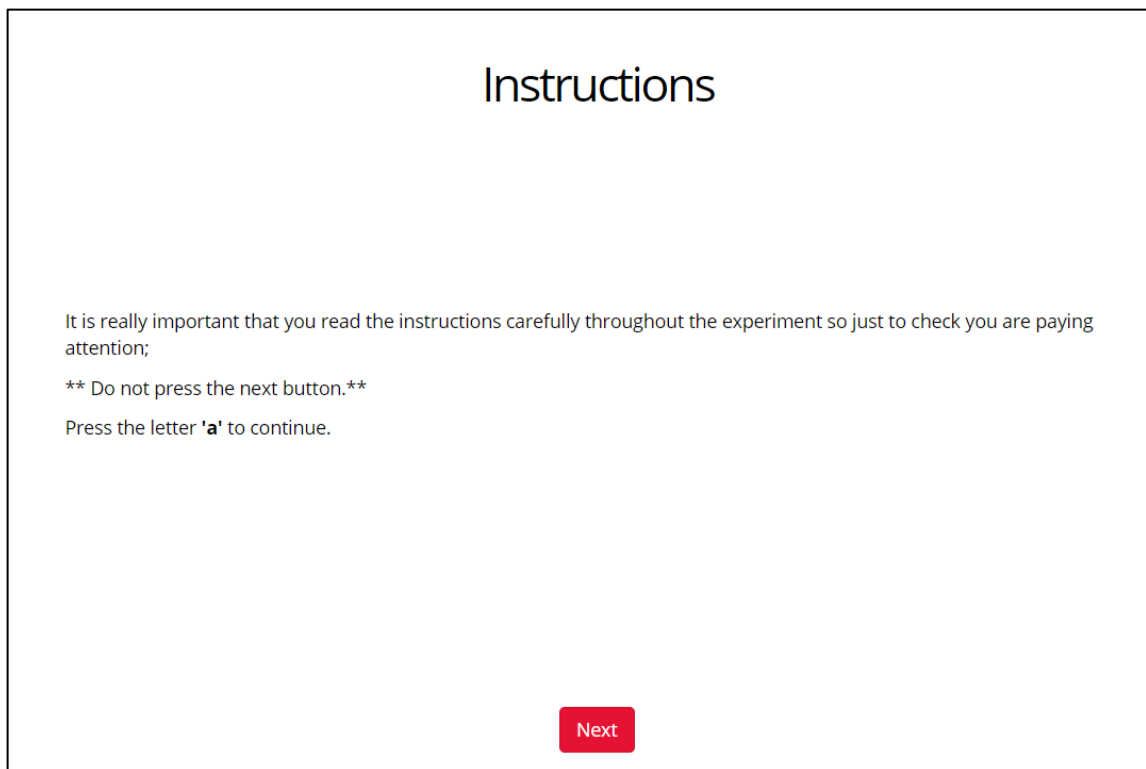 Instructions
It is really important that you read the instructions carefully throughout the experiment so just to check you are paying
attention;
** Do not press the next button.**
Press the letter 'a' to continue.
Next